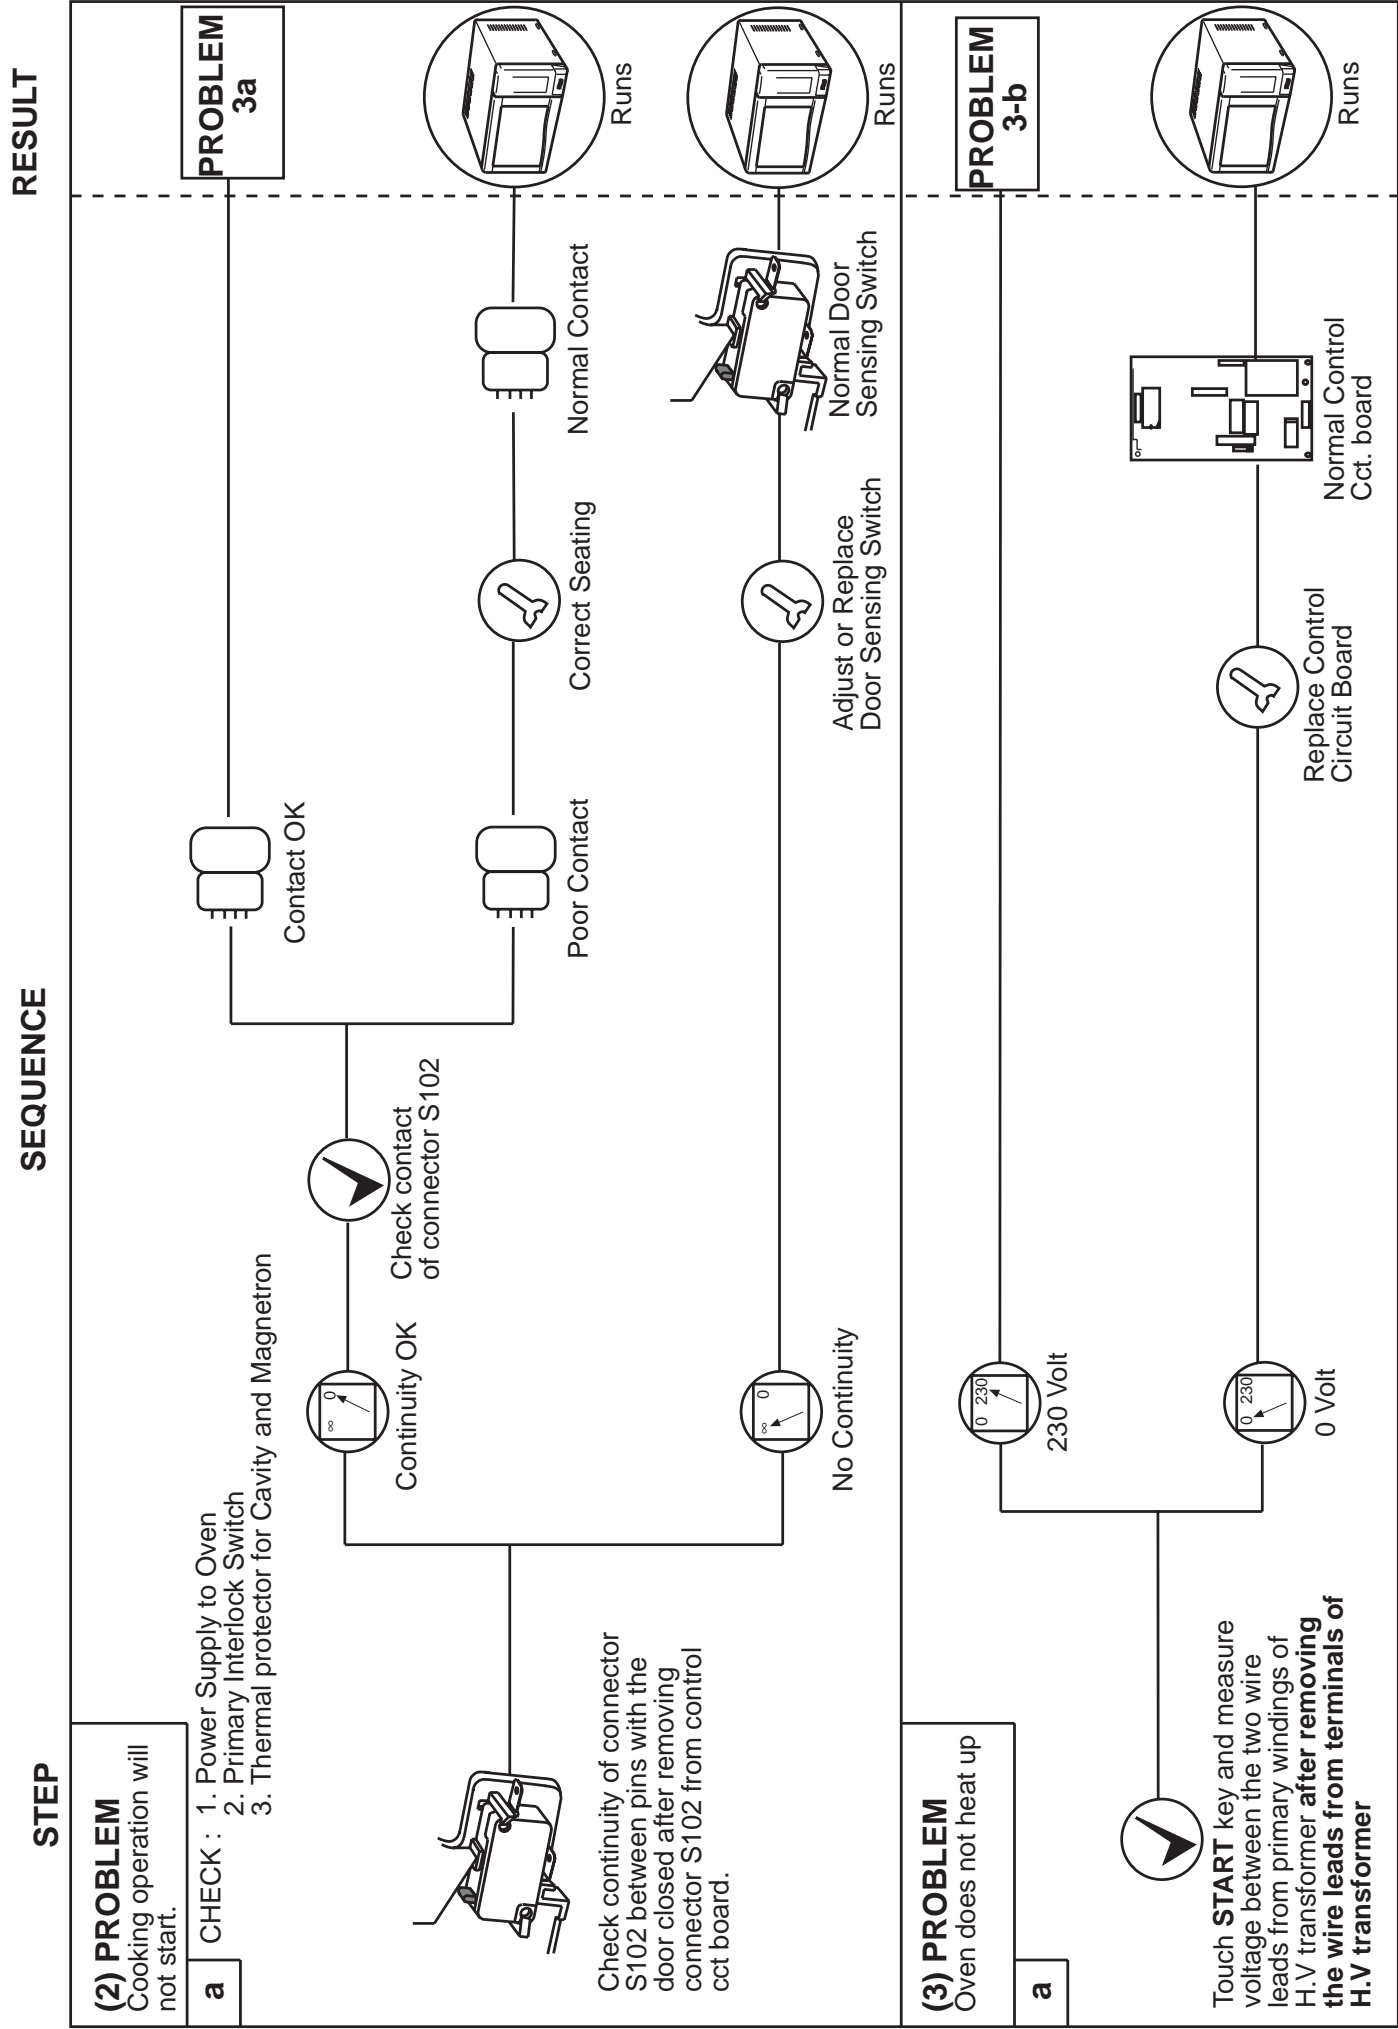 STEP
SEQUENCE
RESULT
(2) PROBLEM
Cooking operation will
not start.
a
CHECK : 1. Power Supply to Oven
2. Primary Interlock Switch
3. Thermal protector for Cavity and Magnetron
Check continuity of connector
S102 between pins with the
door closed after removing
connector S102 from control
cct board.
∞ 0
Continuity OK
Check contact
of connector S102
Contact OK
PROBLEM
3a
Poor Contact
Correct Seating
Normal Contact
Runs
∞ 0
No Continuity
Adjust or Replace
Door Sensing Switch
Normal Door
Sensing Switch
Runs
(3) PROBLEM
Oven does not heat up
a
Touch START key and measure
voltage between the two wire
leads from primary windings of
H.V transformer after removing
the wire leads from terminals of
H.V transformer
0 230
230 Volt
PROBLEM
3-b
0 230
0 Volt
Replace Control
Circuit Board
Normal Control
Cct. board
Runs